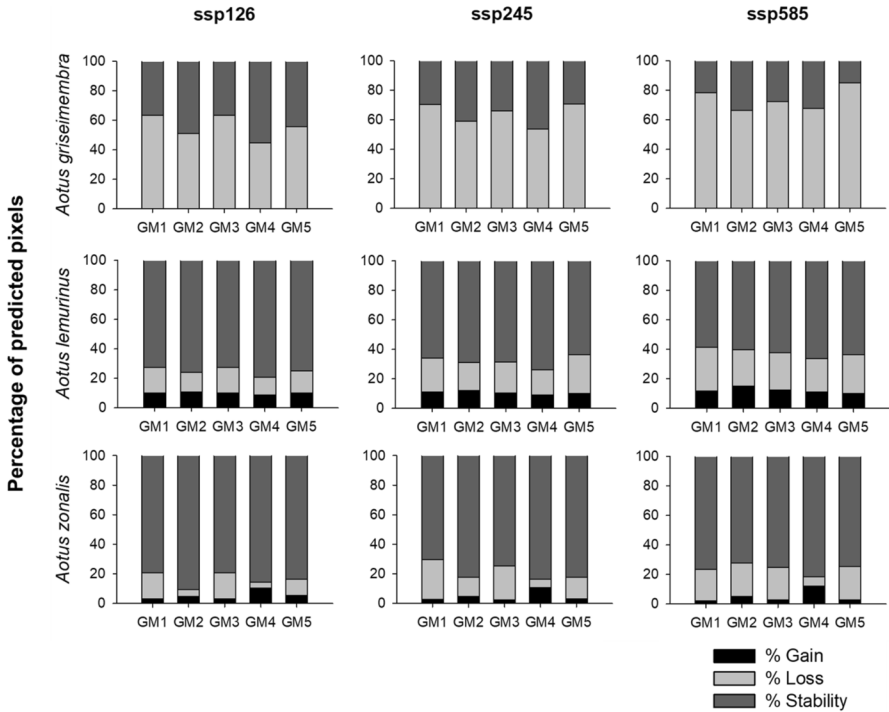 ssp126 ssp245 ssp585
Percentage of predicted pixels
Aotus griseimembra
100 100 100
80 80 80
60 60 60
40 40 40
20 20 20
0 0 0
GM1 GM2 GM3 GM4 GM5 GM1 GM2 GM3 GM4 GM5 GM1 GM2 GM3 GM4 GM5
Aotus lemurinus
100 100 100
80 80 80
60 60 60
40 40 40
20 20 20
0 0 0
GM1 GM2 GM3 GM4 GM5 GM1 GM2 GM3 GM4 GM5 GM1 GM2 GM3 GM4 GM5
Aotus zonalis
100 100 100
80 80 80
60 60 60
40 40 40
20 20 20
0 0 0
GM1 GM2 GM3 GM4 GM5 GM1 GM2 GM3 GM4 GM5 GM1 GM2 GM3 GM4 GM5
% Gain
% Loss
% Stability